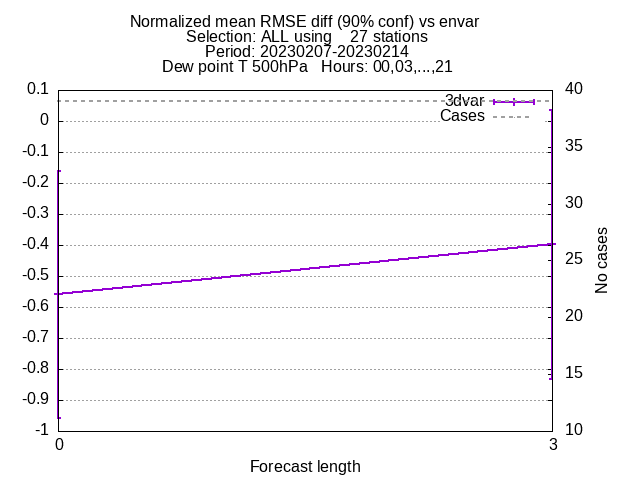 Normalized mean RMSE diff (90% conf) vs envar
Selection: ALL using    27 stations
Period: 20230207-20230214
Dew point T 500hPa   Hours: 00,03,...,21
0.1
0
-0.1
-0.2
-0.3
-0.4
-0.5
-0.6
-0.7
-0.8
-0.9
-1
3dvar
Cases
40
35
30
25
20
15
10
No cases
0
3
Forecast length